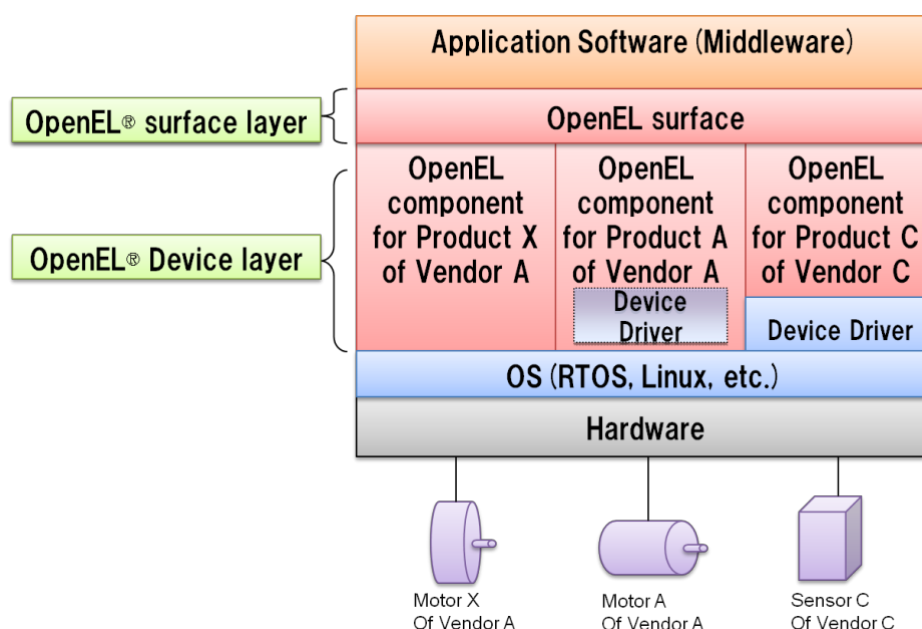 Application Software (Middleware)
OpenEL® surface layer
OpenEL surface
OpenEL
component
for Product X
of Vendor A
OpenEL
component
for Product A
of Vendor A
Device
Driver
OpenEL
component
for Product C
of Vendor C
Device Driver
OpenEL® Device layer
OS (RTOS, Linux, etc.)
Hardware
Motor X
Of Vendor A
Motor A
Of Vendor A
Sensor C
Of Vendor C